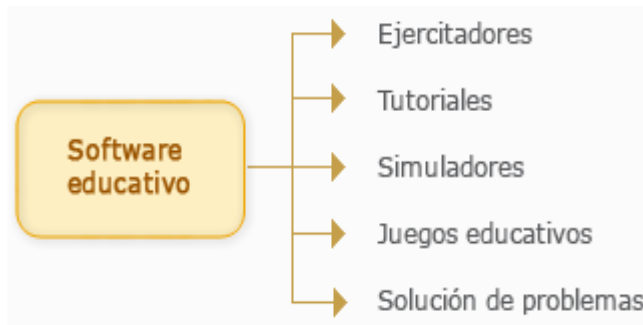 Software
educativo
Ejercitadores
Tutoriales
Simuladores
Juegos educativos
Solución de problemas